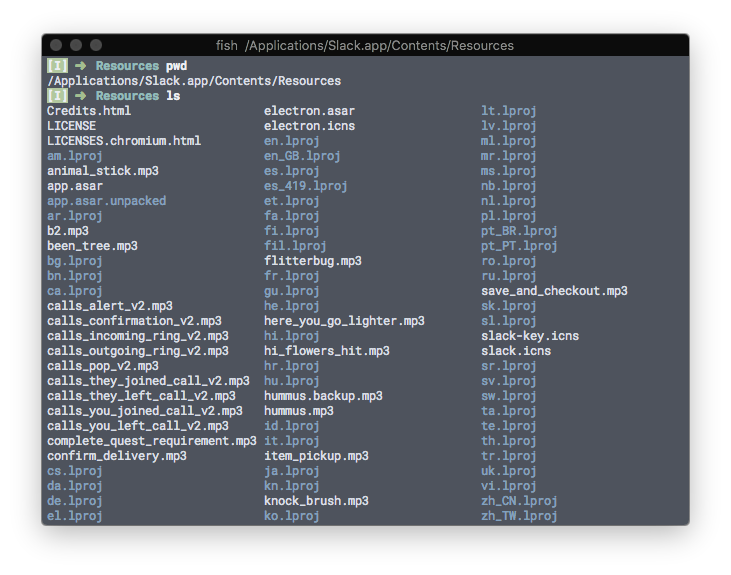 fish /Applications/Slack.app/Contents/Resources
[I] ➜ Resources pwd
/Applications/Slack.app/Contents/Resources
[I] ➜ Resources ls
Credits.html electron.asar lt.lproj
LICENSE electron.icns lv.lproj
LICENSES.chromium.html en.lproj ml.lproj
am.lproj en_GB.lproj mr.lproj
animal_stick.mp3 es.lproj ms.lproj
app.asar es_419.lproj nb.lproj
app.asar.unpacked et.lproj nl.lproj
ar.lproj fa.lproj pl.lproj
b2.mp3 fi.lproj pt_BR.lproj
been_tree.mp3 fil.lproj pt_PT.lproj
bg.lproj flitterbug.mp3 ro.lproj
bn.lproj fr.lproj ru.lproj
ca.lproj gu.lproj save_and_checkout.mp3
calls_alert_v2.mp3 he.lproj sk.lproj
calls_confirmation_v2.mp3 here_you_go_lighter.mp3 sl.lproj
calls_incoming_ring_v2.mp3 hi.lproj slack-key.icns
calls_outgoing_ring_v2.mp3 hi_flowers_hit.mp3 slack.icns
calls_pop_v2.mp3 hr.lproj sr.lproj
calls_they_joined_call_v2.mp3 hu.lproj sv.lproj
calls_they_left_call_v2.mp3 hummus.backup.mp3 sw.lproj
calls_you_joined_call_v2.mp3 hummus.mp3 ta.lproj
calls_you_left_call_v2.mp3 id.lproj te.lproj
complete_quest_requirement.mp3 it.lproj th.lproj
confirm_delivery.mp3 item_pickup.mp3 tr.lproj
cs.lproj ja.lproj uk.lproj
da.lproj kn.lproj vi.lproj
de.lproj knock_brush.mp3 zh_CN.lproj
el.lproj ko.lproj zh_TW.lproj